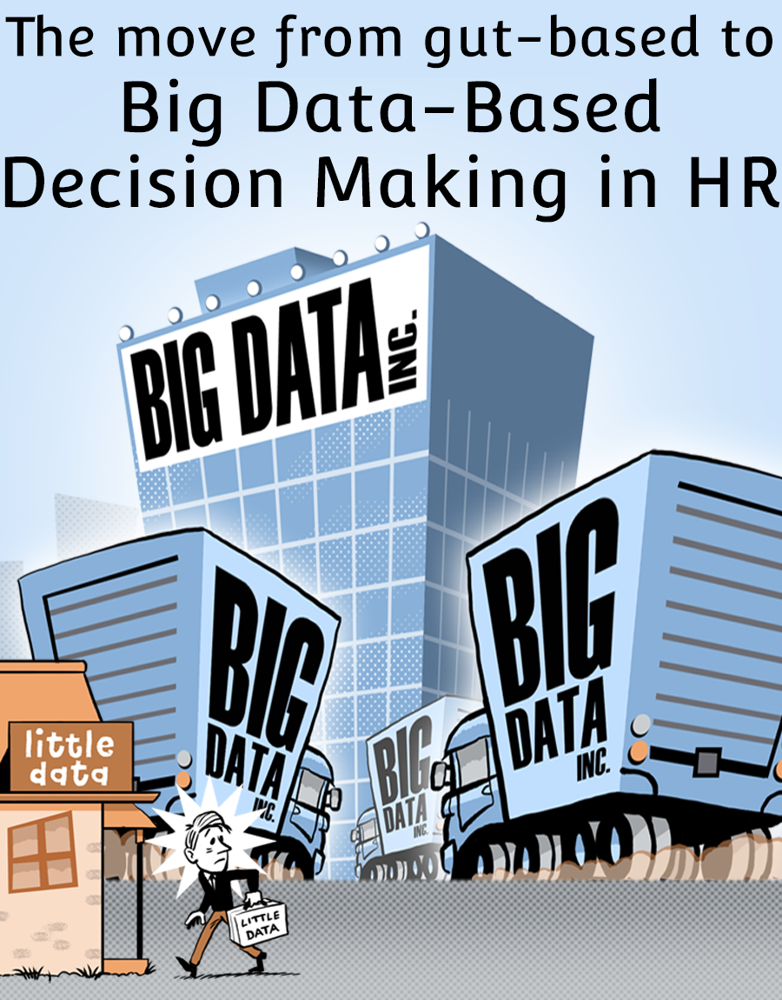 The move from gut-based to
Big Data-Based
Decision Making in HR
BIG DATA INC.
BIG
DATA
INC.
BIG
DATA
INC.
BIG
DATA
INC.
little
data
LITTLE
DATA